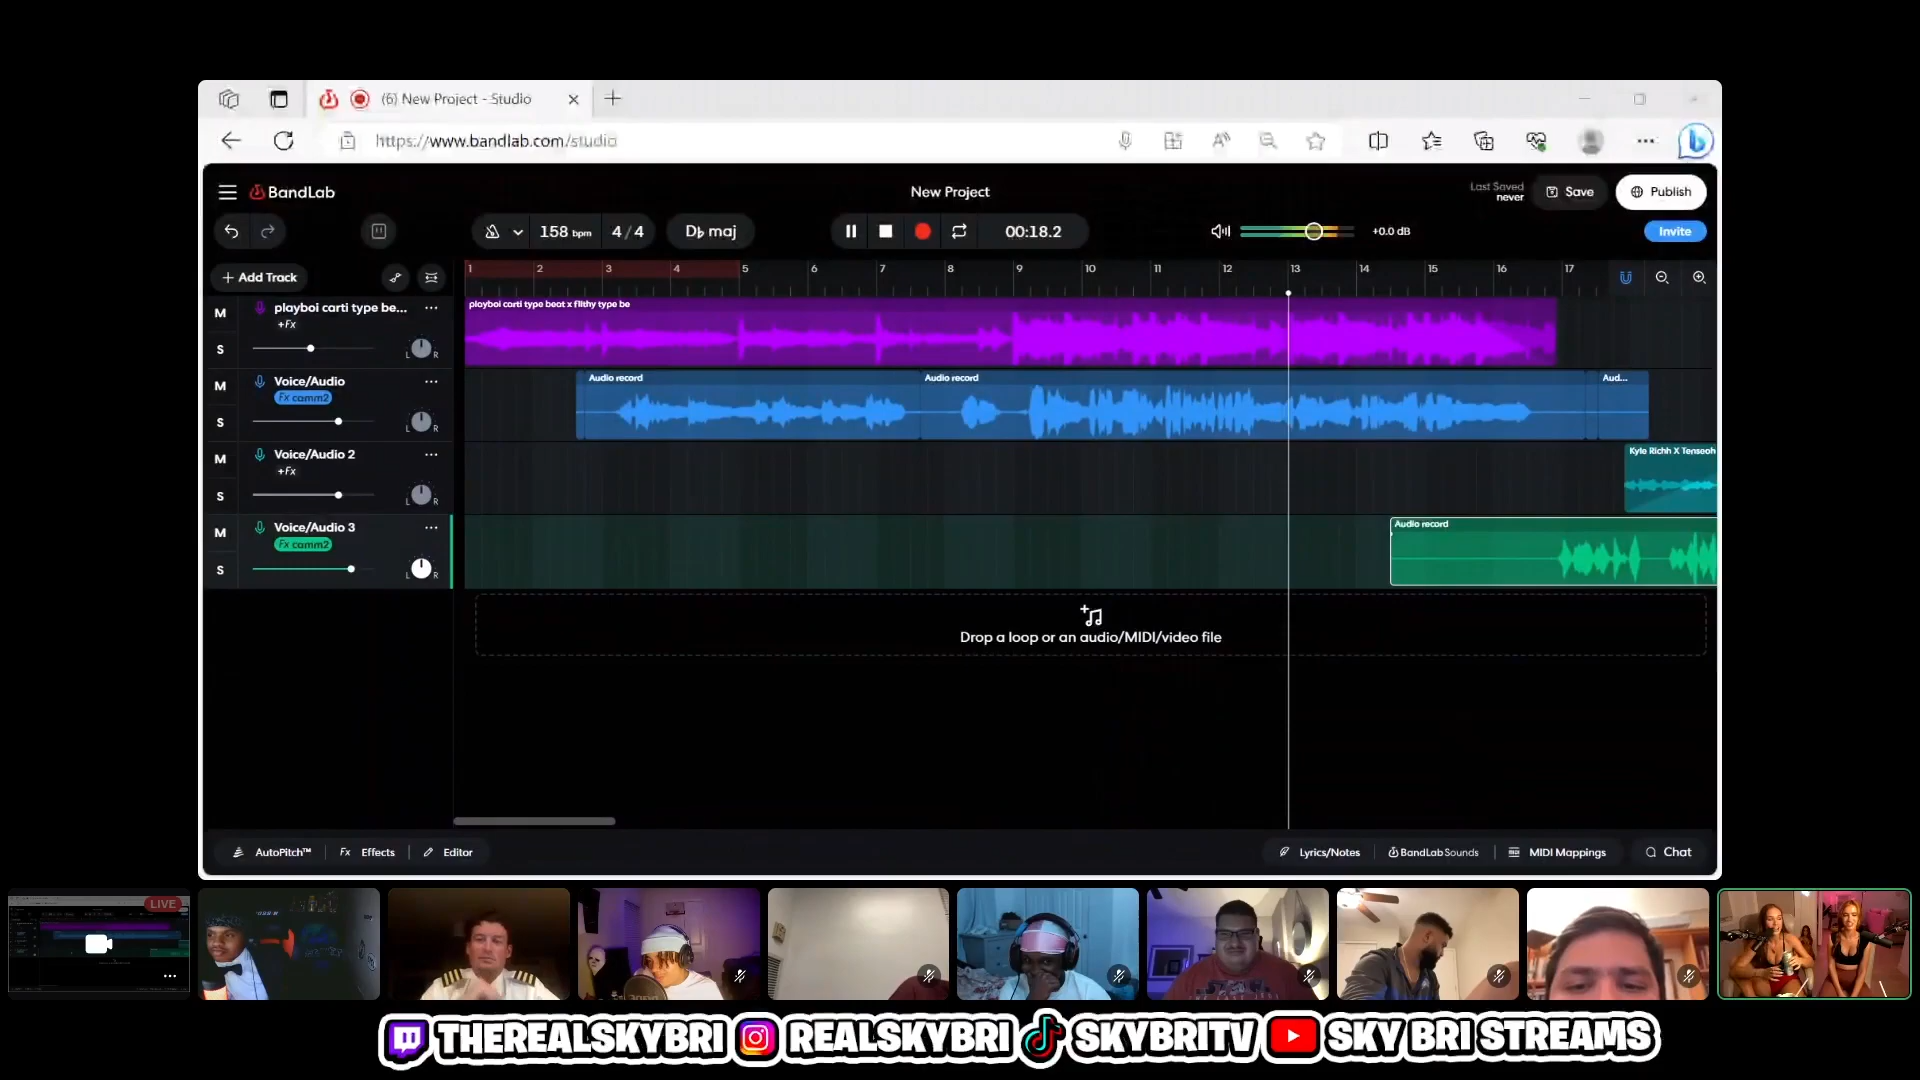 (6) New Project - Studio
https://www.bandlab.com/studio
BandLab
New Project
Last Saved
never
Save
Publish
158 bpm
4/4
D♭ maj
00:18.2
+0.0 dB
Invite
+ Add Track
1 2 3 4 5 6 7 8 9 10 11 12 13 14 15 16 17
M
playboi carti type be...
+Fx
S
L R
playboi carti type beat x filthy type be
M
Voice/Audio
Fx camm2
S
L R
Audio record
Audio record
Aud...
M
Voice/Audio 2
+Fx
S
L R
Kyle Richh X Tenseoh
M
Voice/Audio 3
Fx camm2
S
L R
Audio record
Drop a loop or an audio/MIDI/video file
AutoPitch™
Fx Effects
Editor
Lyrics/Notes
BandLab Sounds
MIDI Mappings
Chat
LIVE
THEREALSKYBRI REALSKYBRI SKYBRITV SKY BRI STREAMS